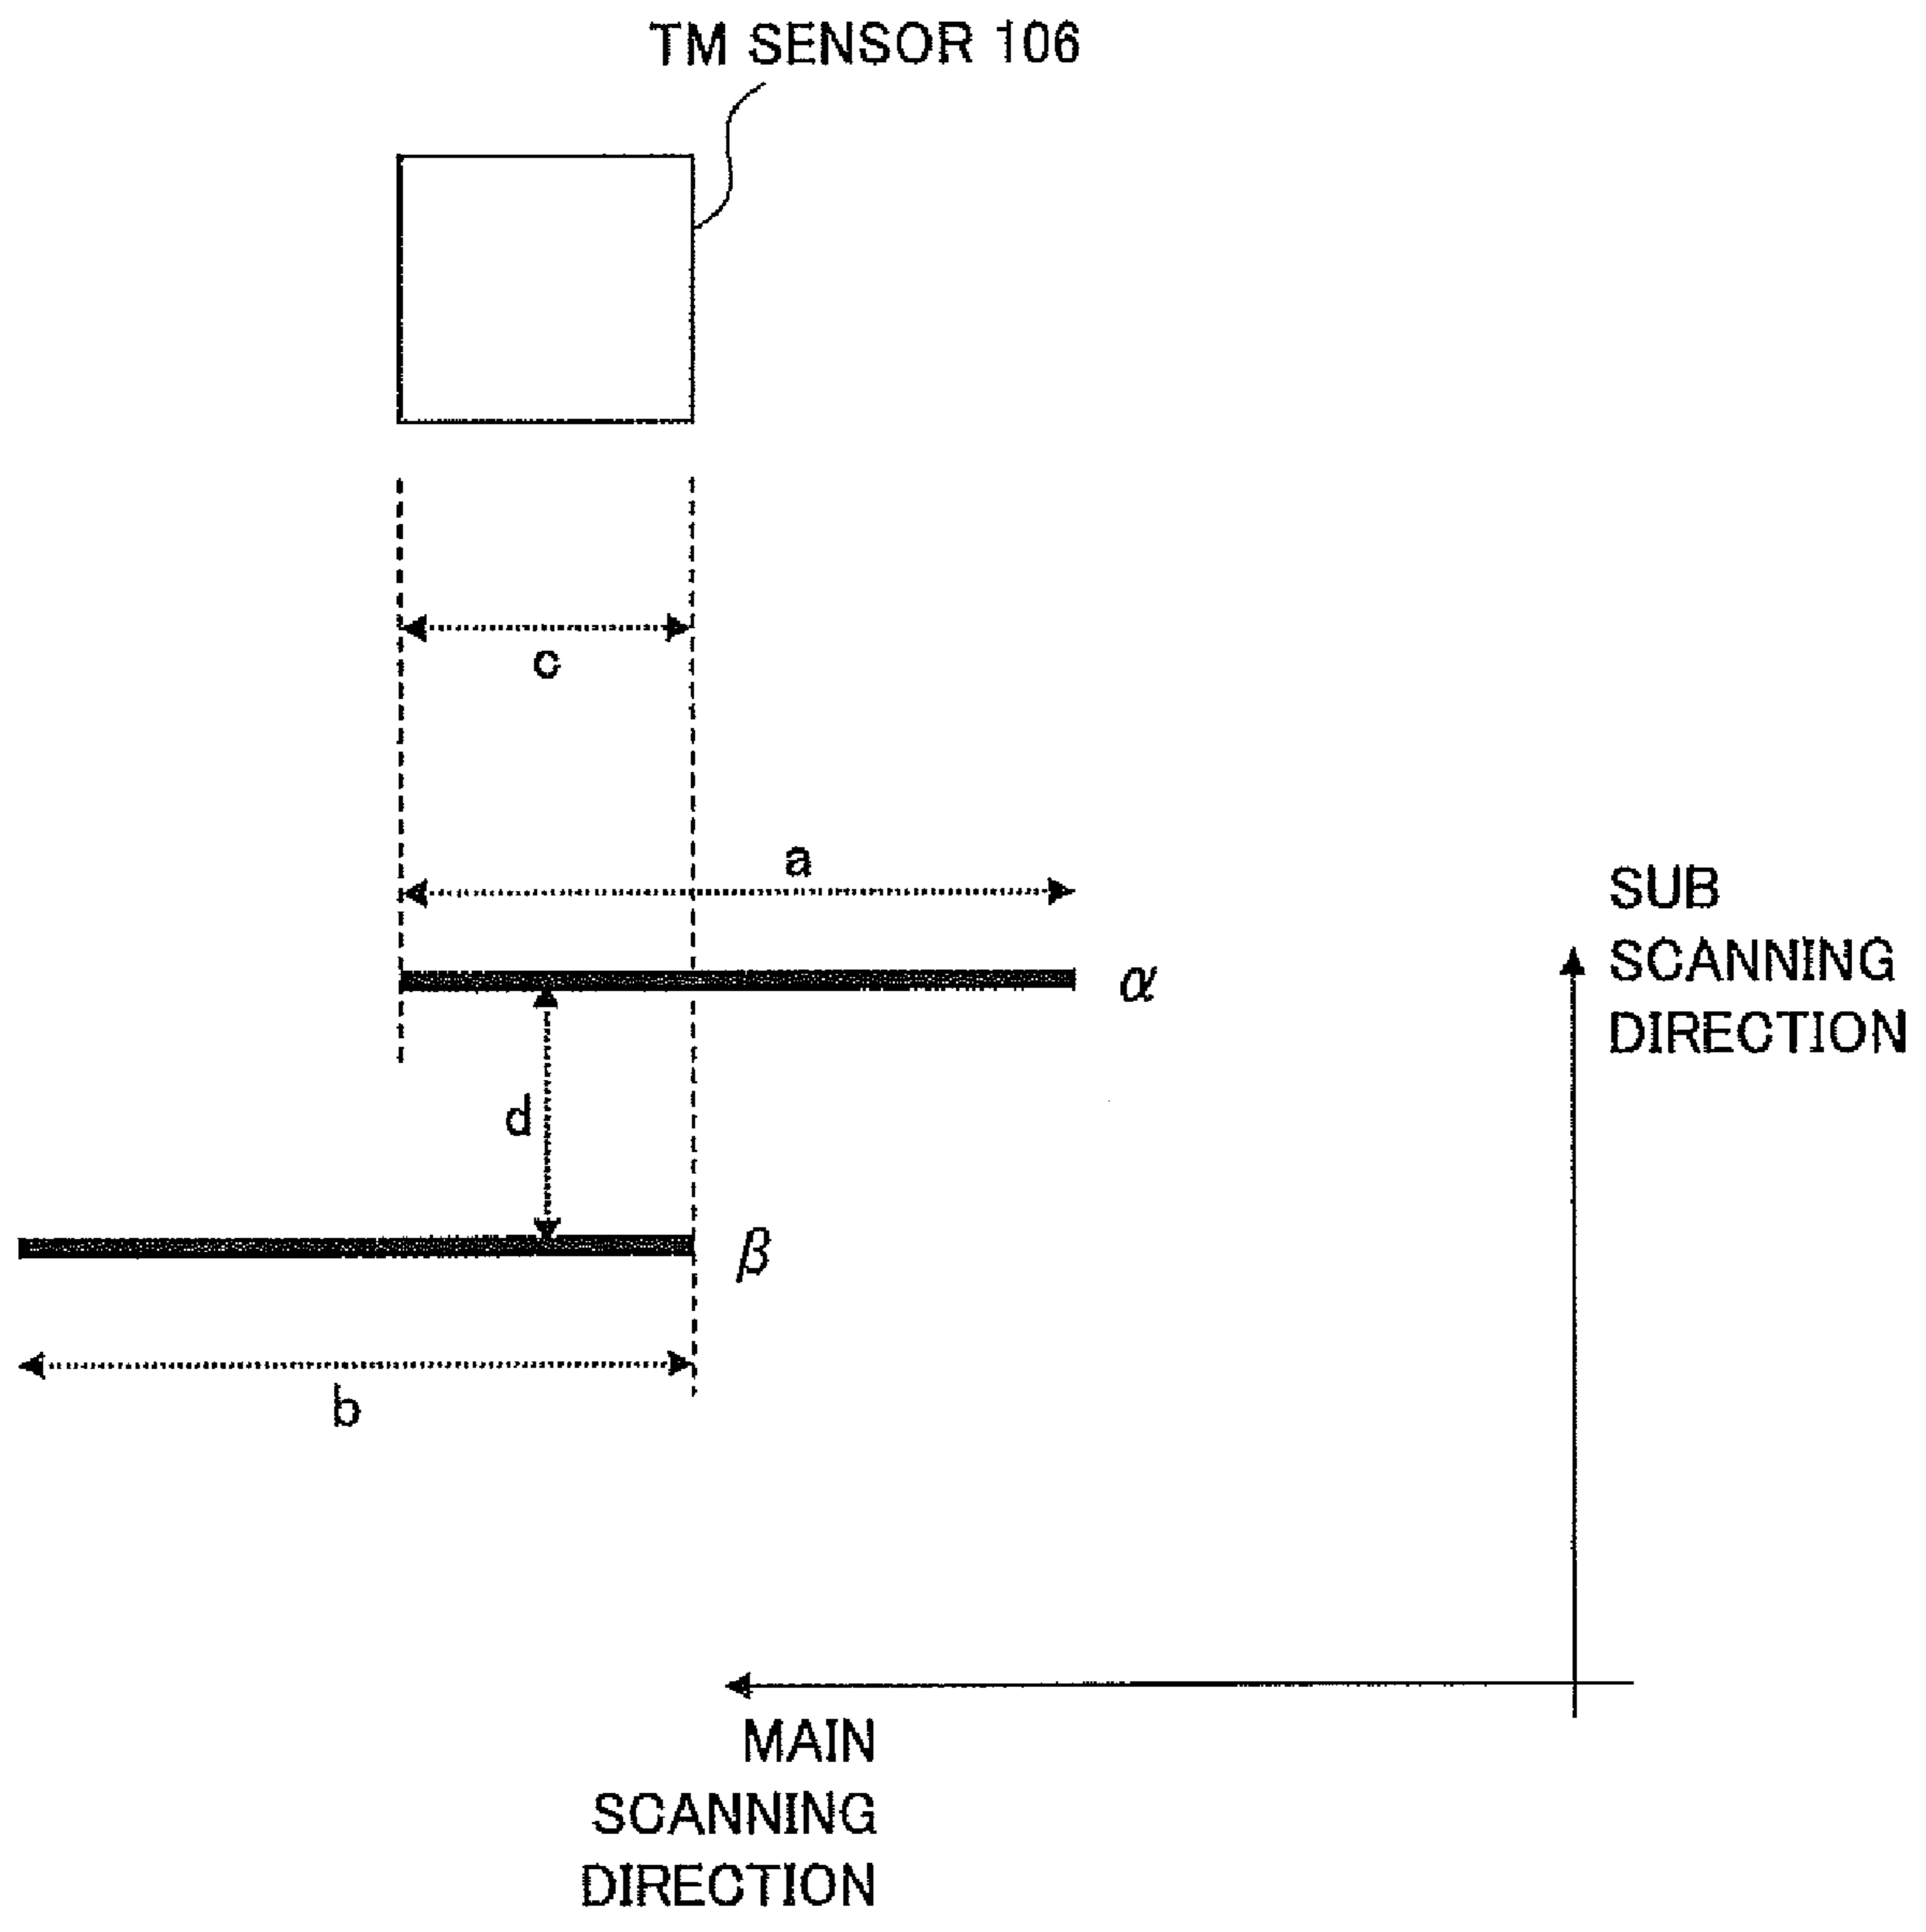 TM SENSOR 106
c
a
α
d
β
b
SUB
SCANNING
DIRECTION
MAIN
SCANNING
DIRECTION